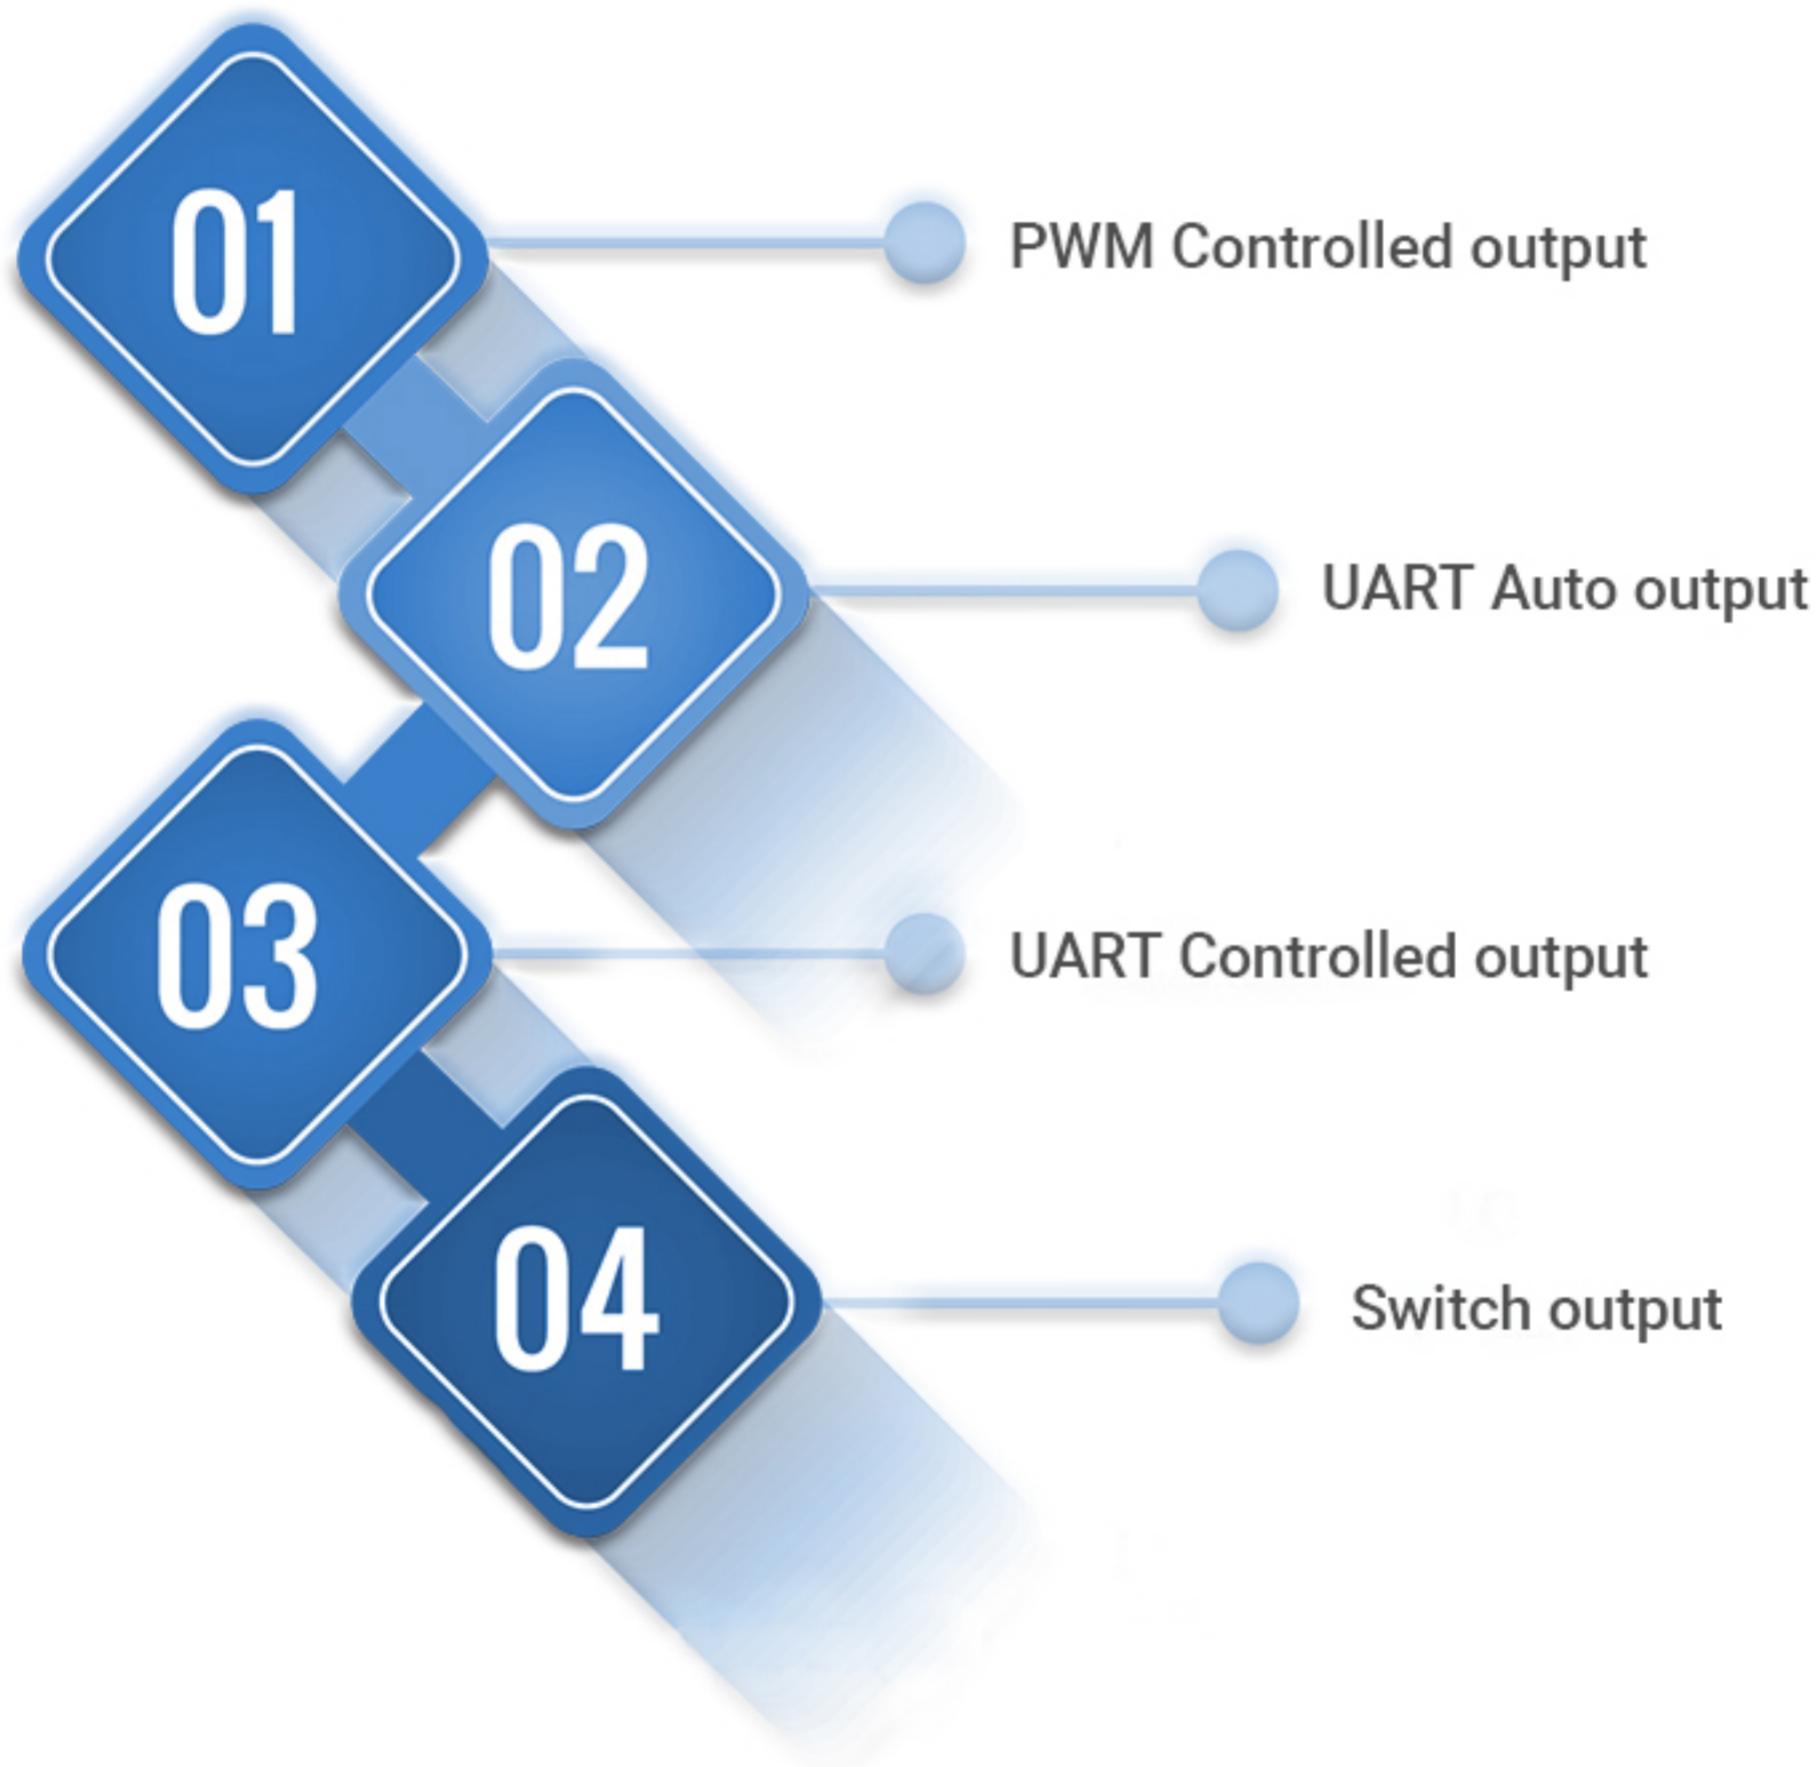 01
PWM Controlled output
02
UART Auto output
03
UART Controlled output
04
Switch output